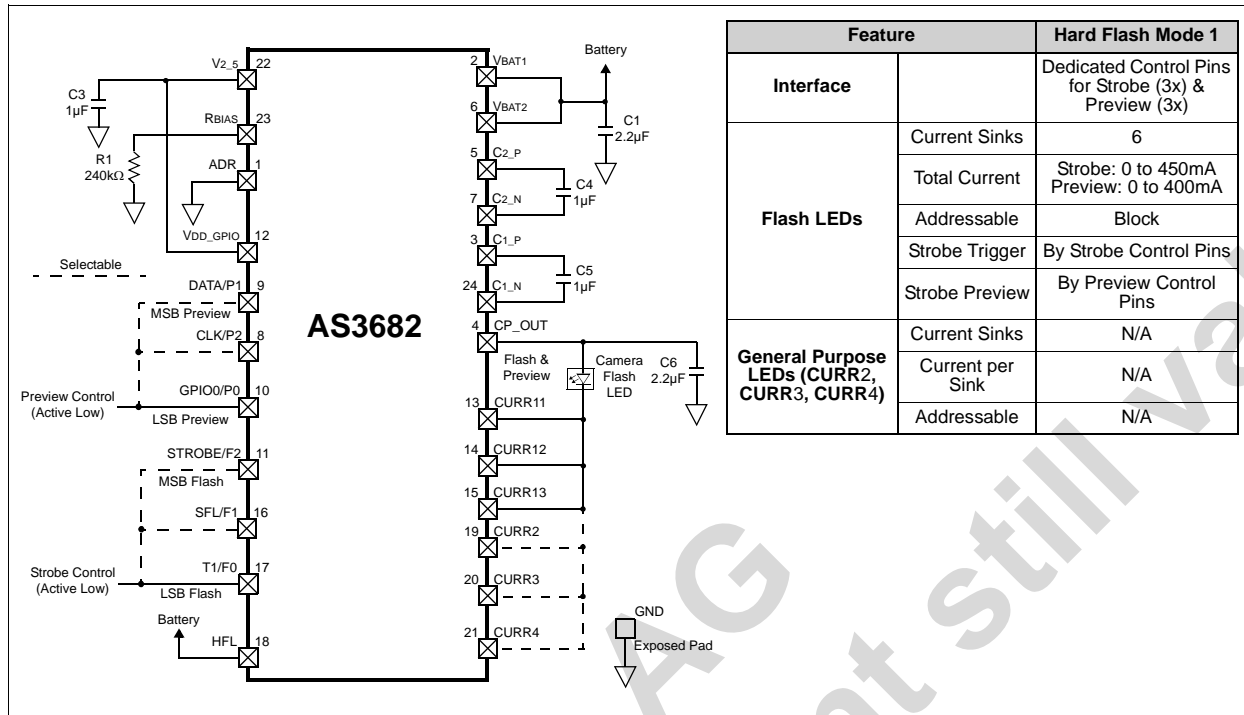 V2_5 22
C3
1µF
RBIAS 23
R1
240kΩ
ADR 1
VDD_GPIO 12
Selectable
DATA/P1 9
MSB Preview
CLK/P2 8
Preview Control
(Active Low)
GPIO0/P0 10
LSB Preview
STROBE/F2 11
MSB Flash
SFL/F1 16
Strobe Control
(Active Low)
T1/F0 17
LSB Flash
Battery
HFL 18
AS3682
2 VBAT1
Battery
6 VBAT2
C1
2.2µF
5 C2_P
C4
1µF
7 C2_N
3 C1_P
C5
1µF
24 C1_N
4 CP_OUT
Flash &
Preview
Camera
Flash
LED
C6
2.2µF
13 CURR11
14 CURR12
15 CURR13
19 CURR2
20 CURR3
21 CURR4
GND
Exposed Pad
Feature Hard Flash Mode 1
Interface
Dedicated Control Pins
for Strobe (3x) &
Preview (3x)
Flash LEDs
Current Sinks 6
Total Current
Strobe: 0 to 450mA
Preview: 0 to 400mA
Addressable Block
Strobe Trigger By Strobe Control Pins
Strobe Preview
By Preview Control
Pins
General Purpose
LEDs (CURR2,
CURR3, CURR4)
Current Sinks N/A
Current per
Sink
N/A
Addressable N/A
AG
nt still va